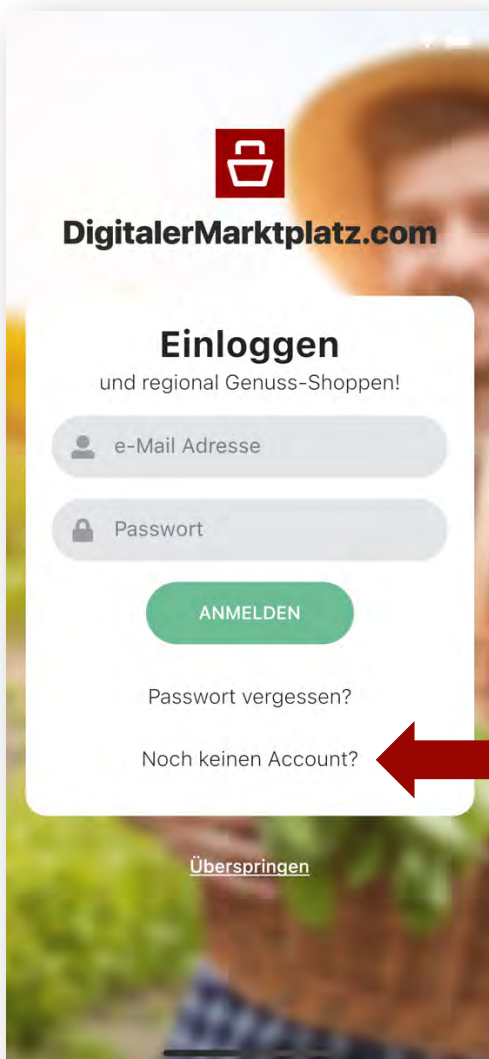 DigitalerMarktplatz.com
Einloggen
und regional Genuss-Shoppen!
e-Mail Adresse
Passwort
ANMELDEN
Passwort vergessen?
Noch keinen Account?
Überspringen